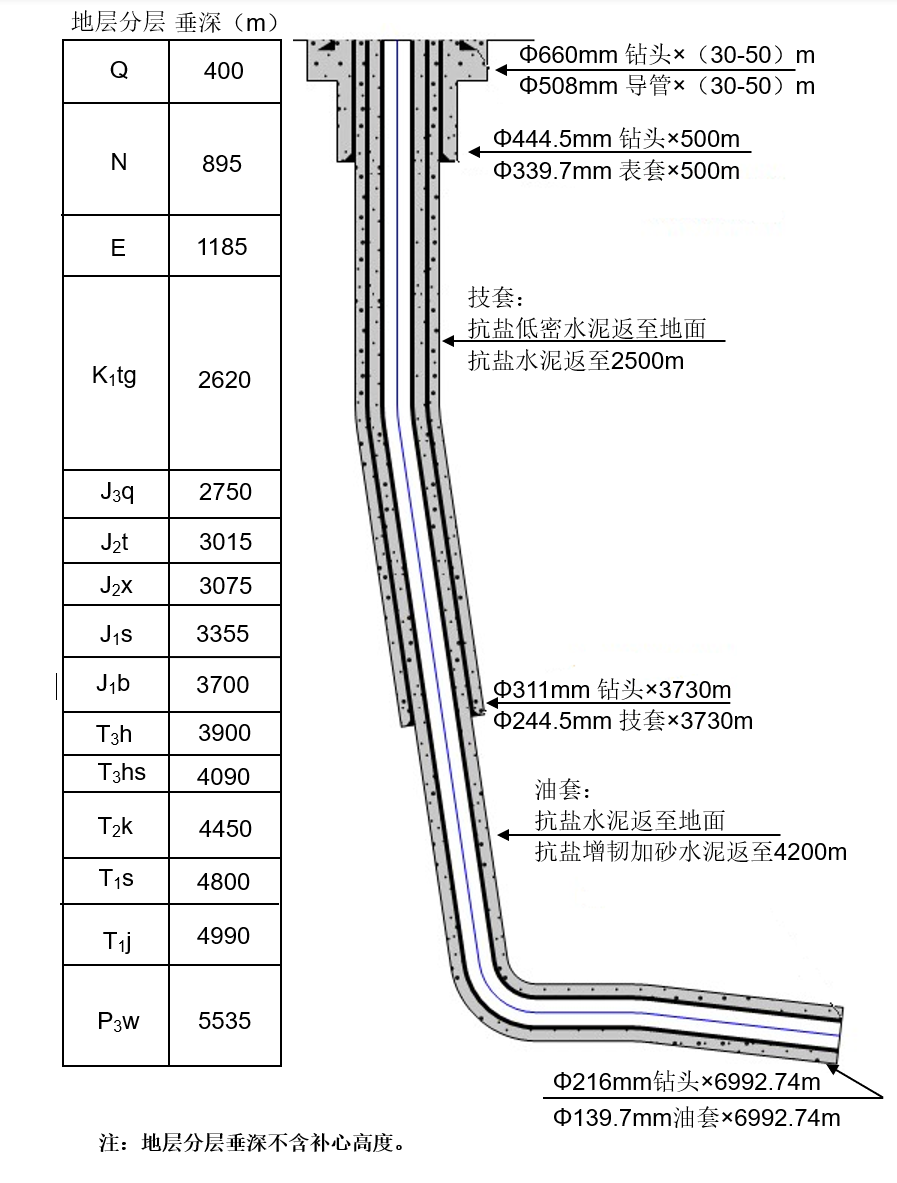 地层分层 垂深（m）
Q 400
N 895
E 1185
K₁tg 2620
J₃q 2750
J₂t 3015
J₂x 3075
J₁s 3355
J₁b 3700
T₃h 3900
T₃hs 4090
T₂k 4450
T₁s 4800
T₁j 4990
P₃w 5535
Φ660mm 钻头×（30-50）m
Φ508mm 导管×（30-50）m
Φ444.5mm 钻头×500m
Φ339.7mm 表套×500m
技套：
抗盐低密水泥返至地面
抗盐水泥返至2500m
Φ311mm 钻头×3730m
Φ244.5mm 技套×3730m
油套：
抗盐水泥返至地面
抗盐增韧加砂水泥返至4200m
Φ216mm钻头×6992.74m
Φ139.7mm油套×6992.74m
注：地层分层垂深不含补心高度。